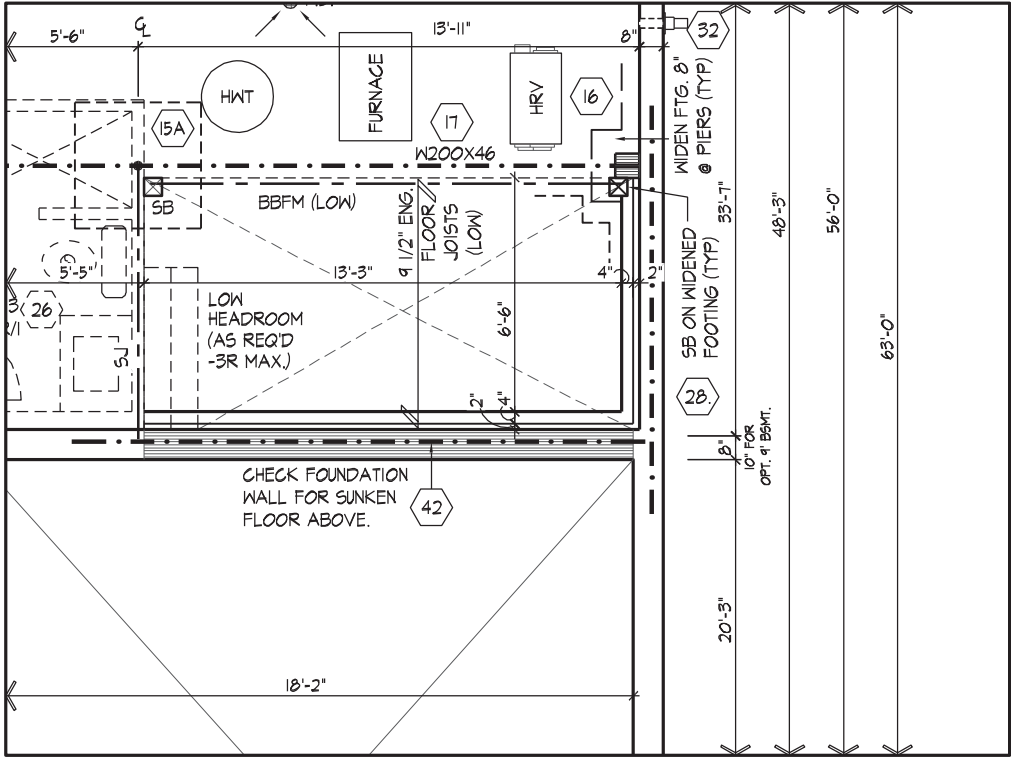 5'-6"
13'-11"
8"
32
HWT
FURNACE
HRV
16
17
15A
W200X46
WIDEN FTG. 8"
@ PIERS (TYP)
SB
BBFM (LOW)
9 1/2" ENG.
FLOOR
JOISTS
(LOW)
33'-7"
48'-3"
56'-0"
63'-0"
5'-5"
13'-3"
4"
2"
26
3
R/I
LOW
HEADROOM
(AS REQ'D
-3R MAX.)
6'-6"
SB ON WIDENED
FOOTING (TYP)
SJ
2"
4"
28.
8"
10" FOR
OPT. 9' BSMT.
CHECK FOUNDATION
WALL FOR SUNKEN
FLOOR ABOVE.
42
20'-3"
18'-2"